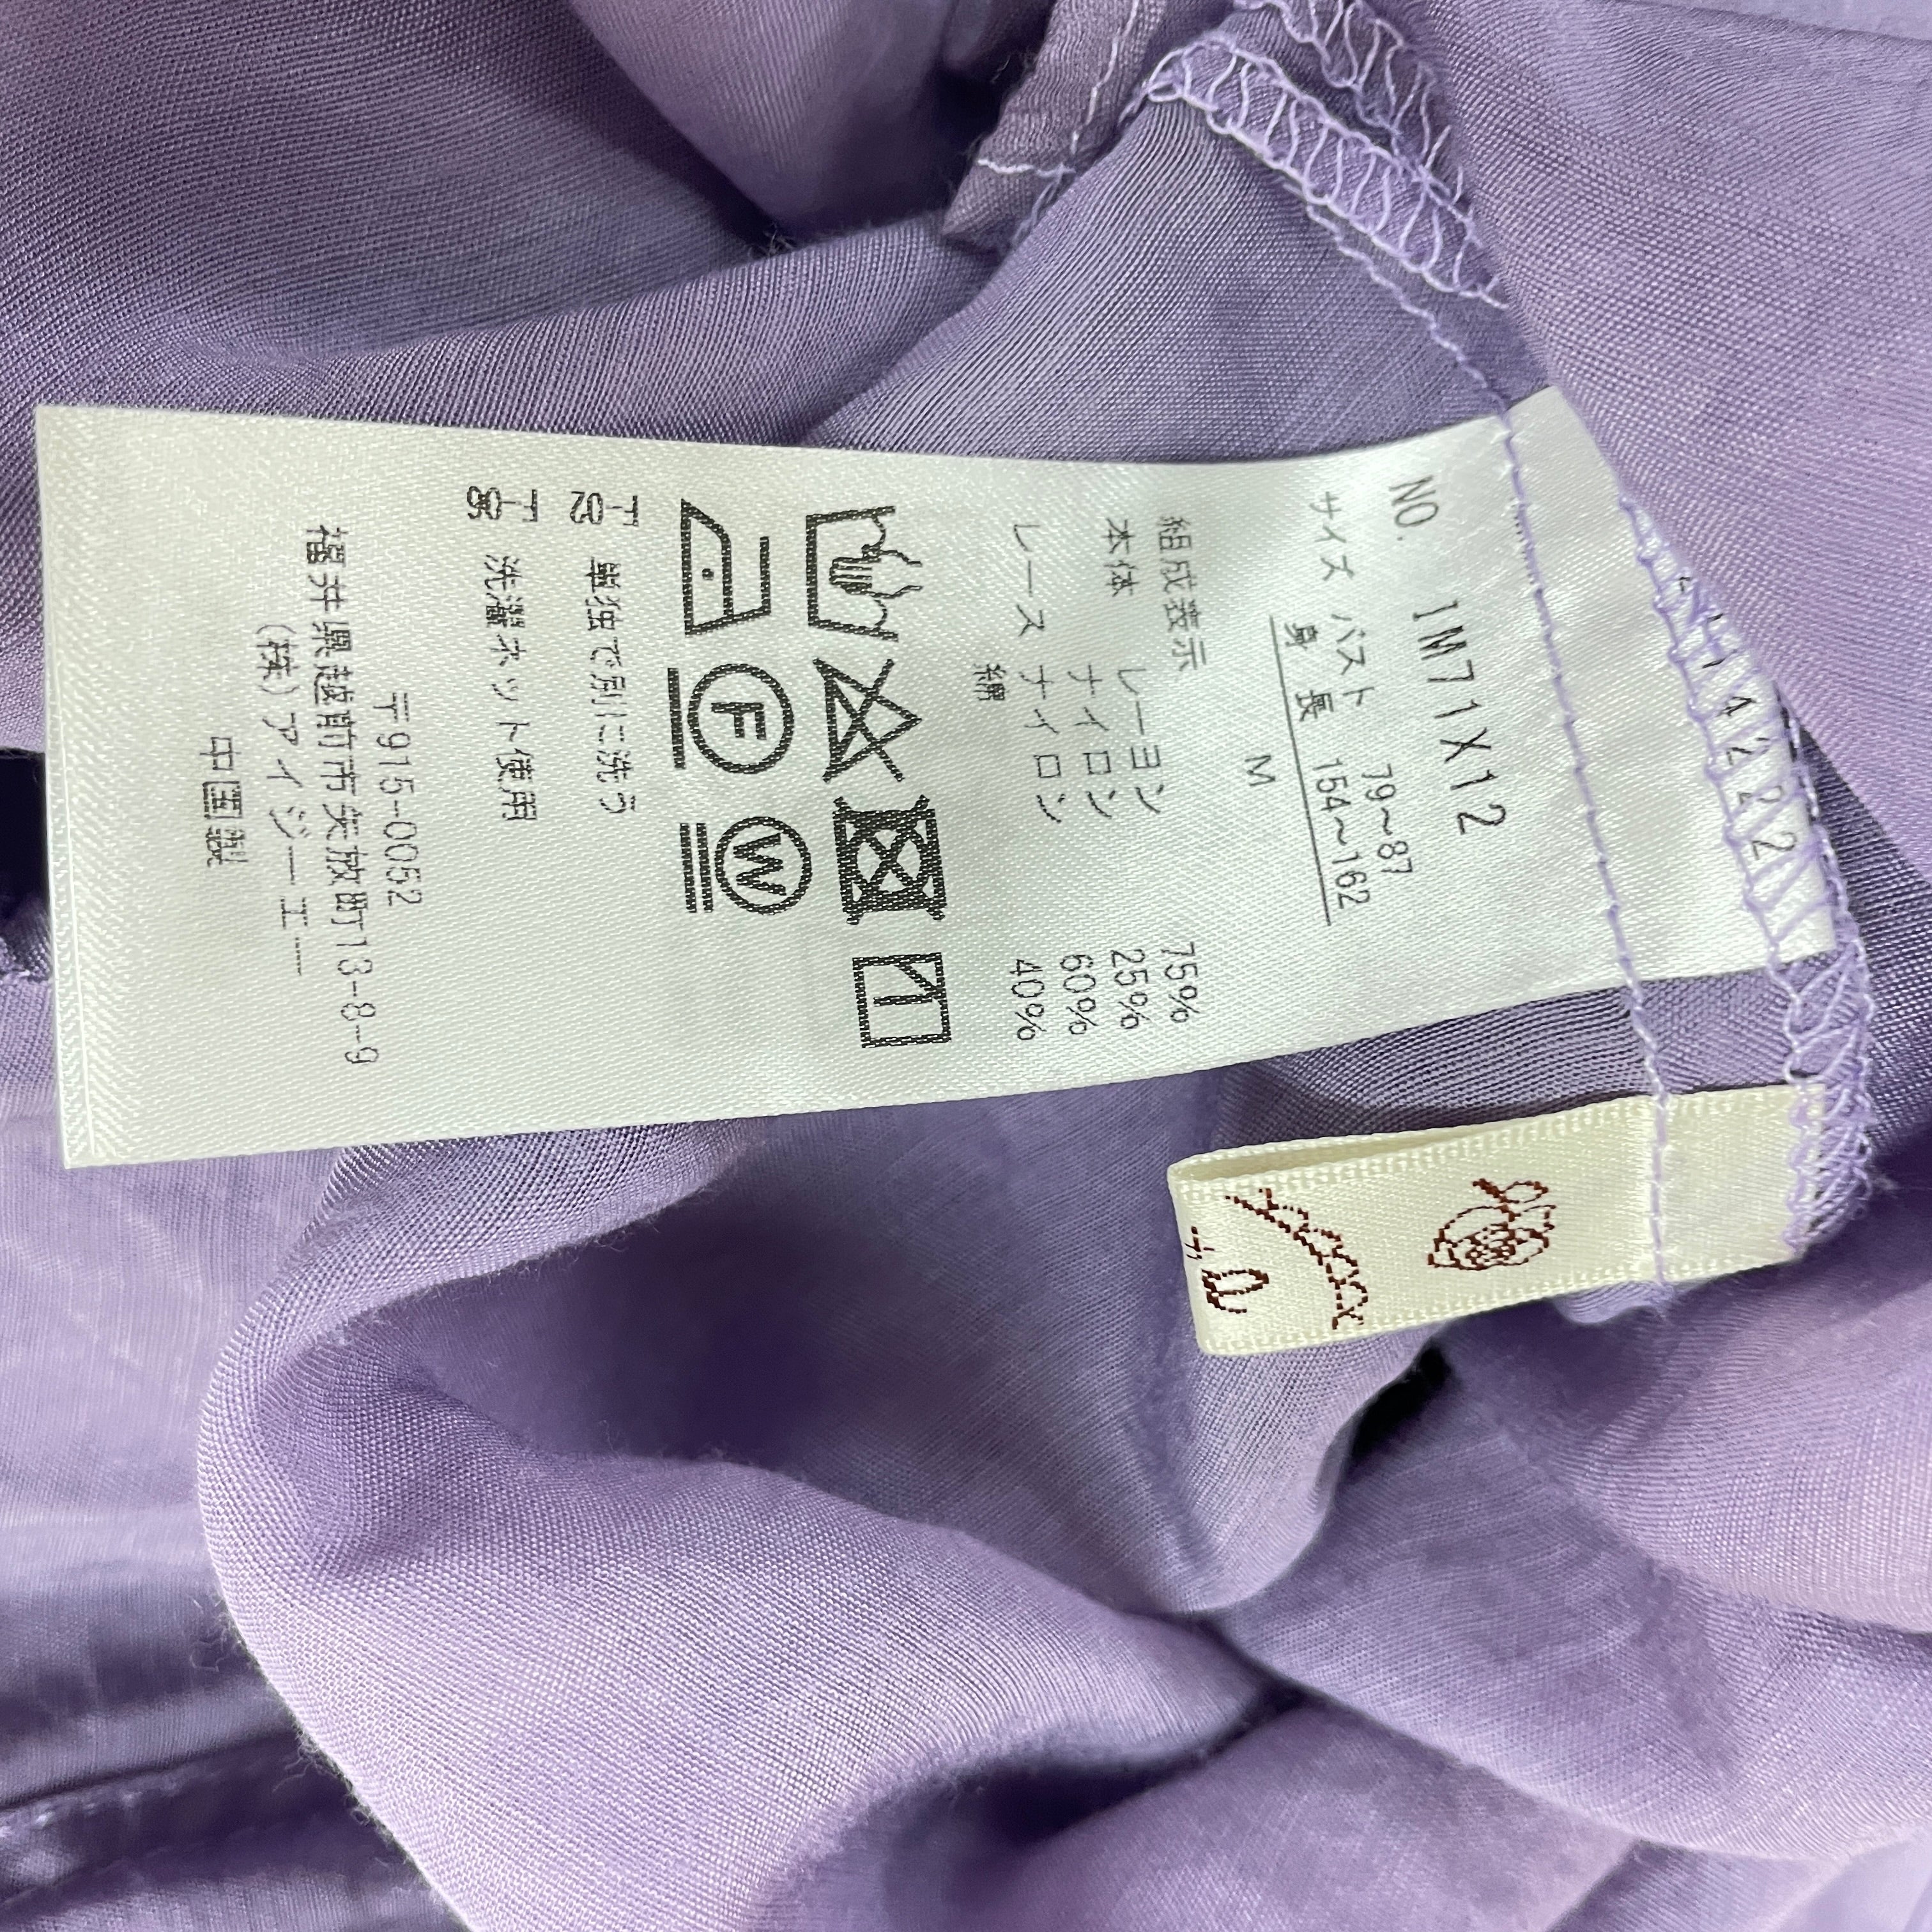 NO. 1M71X12
サイズ バスト 79~87
身長 154~162
M
組成表示
本体 レーヨン 75%
ナイロン 25%
レース ナイロン 60%
綿 40%
F W
単独で別に洗う
洗濯ネット使用
〒915-0052
福井県越前市矢放町13-8-9
(株)アイジーエー
中国製